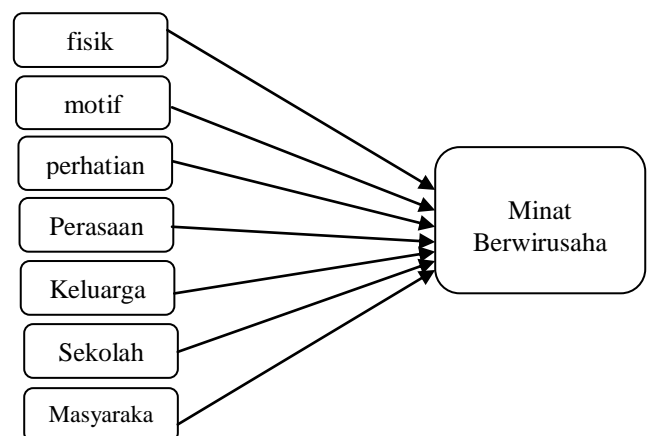 fisik
motif
perhatian
Perasaan
Keluarga
Sekolah
Masyaraka
Minat
Berwirusaha